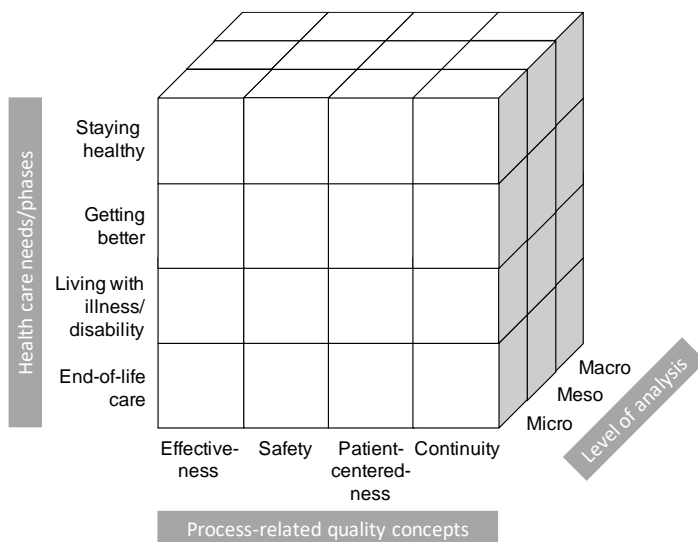 Health care needs/phases
Staying
healthy
Getting
better
Living with
illness/
disability
End-of-life
care
Effective-
ness
Safety
Patient-
centered-
ness
Continuity
Micro
Meso
Macro
Level of analysis
Process-related quality concepts